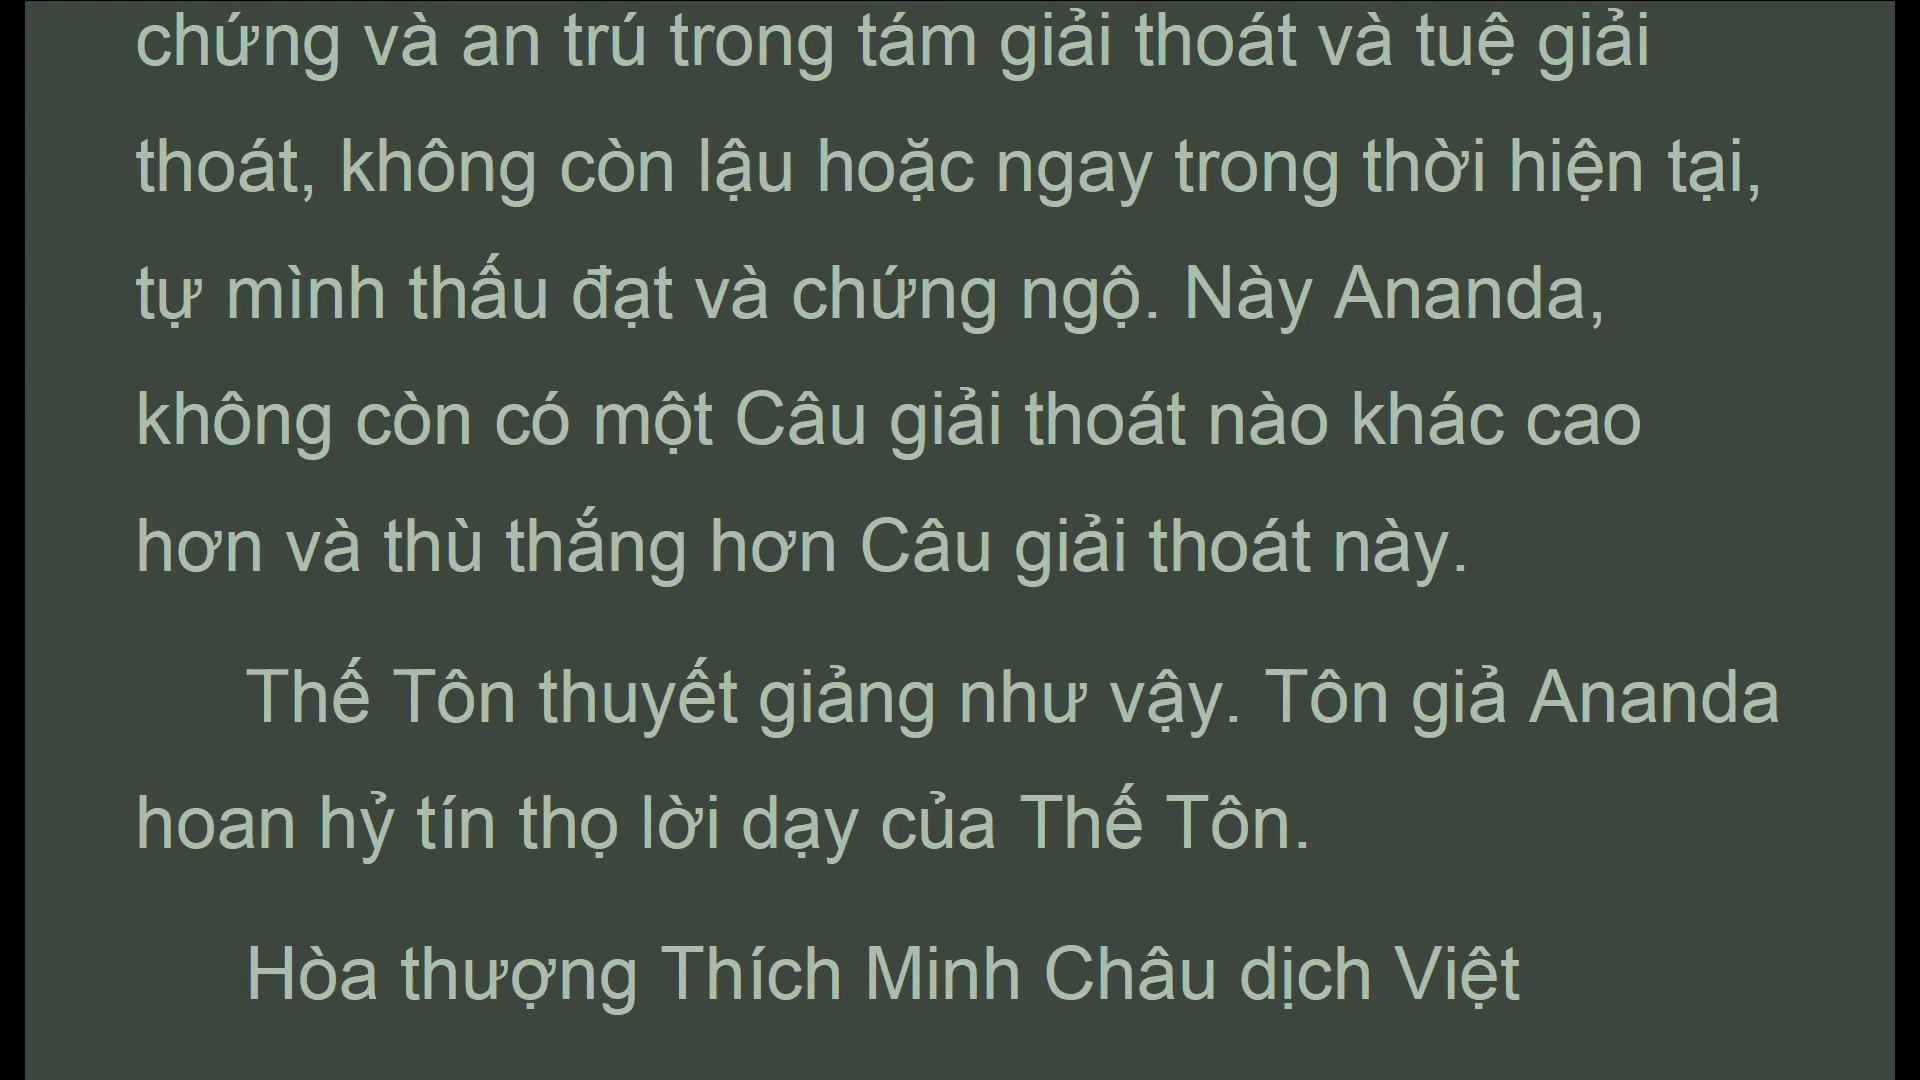 chứng và an trú trong tám giải thoát và tuệ giải
thoát, không còn lậu hoặc ngay trong thời hiện tại,
tự mình thấu đạt và chứng ngộ. Này Ananda,
không còn có một Câu giải thoát nào khác cao
hơn và thù thắng hơn Câu giải thoát này.
Thế Tôn thuyết giảng như vậy. Tôn giả Ananda
hoan hỷ tín thọ lời dạy của Thế Tôn.
Hòa thượng Thích Minh Châu dịch Việt